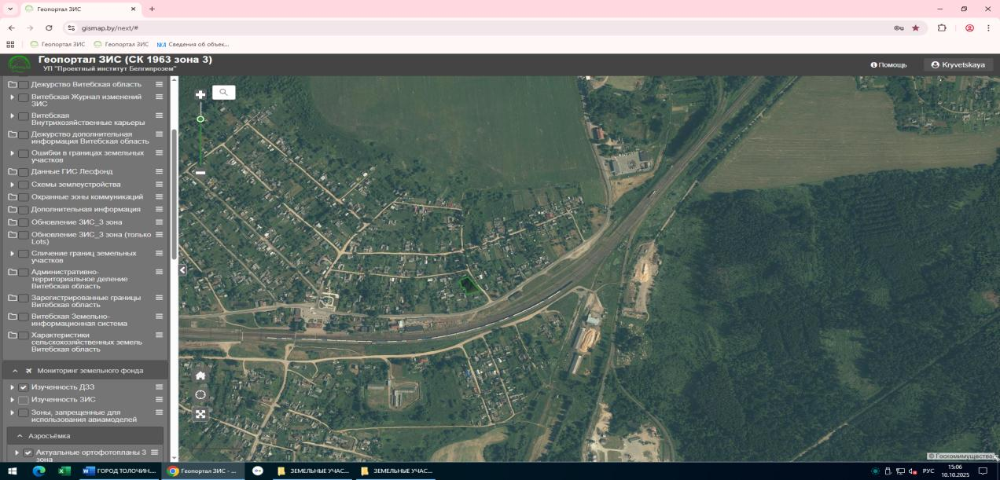 Геопортал ЗИС
gismap.by/next/#
Геопортал ЗИС
Геопортал ЗИС
NKA Сведения об объек...
Геопортал ЗИС (СК 1963 зона 3)
УП "Проектный институт Белгипрозем"
Помощь
Kryvetskaya
Дежурство Витебская область
Витебская Журнал изменений
ЗИС
Витебская
Внутрихозяйственные карьеры
Дежурство дополнительная
информация Витебская область
Ошибки в границах земельных
участков
Данные ГИС Лесфонд
Схемы землеустройства
Охранные зоны коммуникаций
Дополнительная информация
Обновление ЗИС_3 зона
Обновление ЗИС_3 зона (только
Lots)
Сличение границ земельных
участков
Административно-
территориальное деление
Витебская область
Зарегистрированные границы
Витебская область
Витебская Земельно-
информационная система
Характеристики
сельскохозяйственных земель
Витебская область
Мониторинг земельного фонда
Изученность ДЗЗ
Изученность ЗИС
Зоны, запрещенные для
использования авиамоделей
Аэросъёмка
Актуальные ортофотопланы 3
зона
© Госкомимущество
ГОРОД ТОЛОЧИН....
Геопортал ЗИС - ...
ЗЕМЕЛЬНЫЕ УЧАС...
ЗЕМЕЛЬНЫЕ УЧАС...
РУС
15:06
10.10.2025